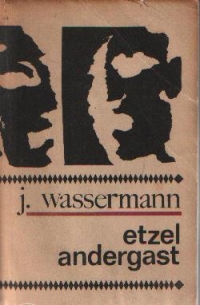 j. wassermann
etzel
andergast